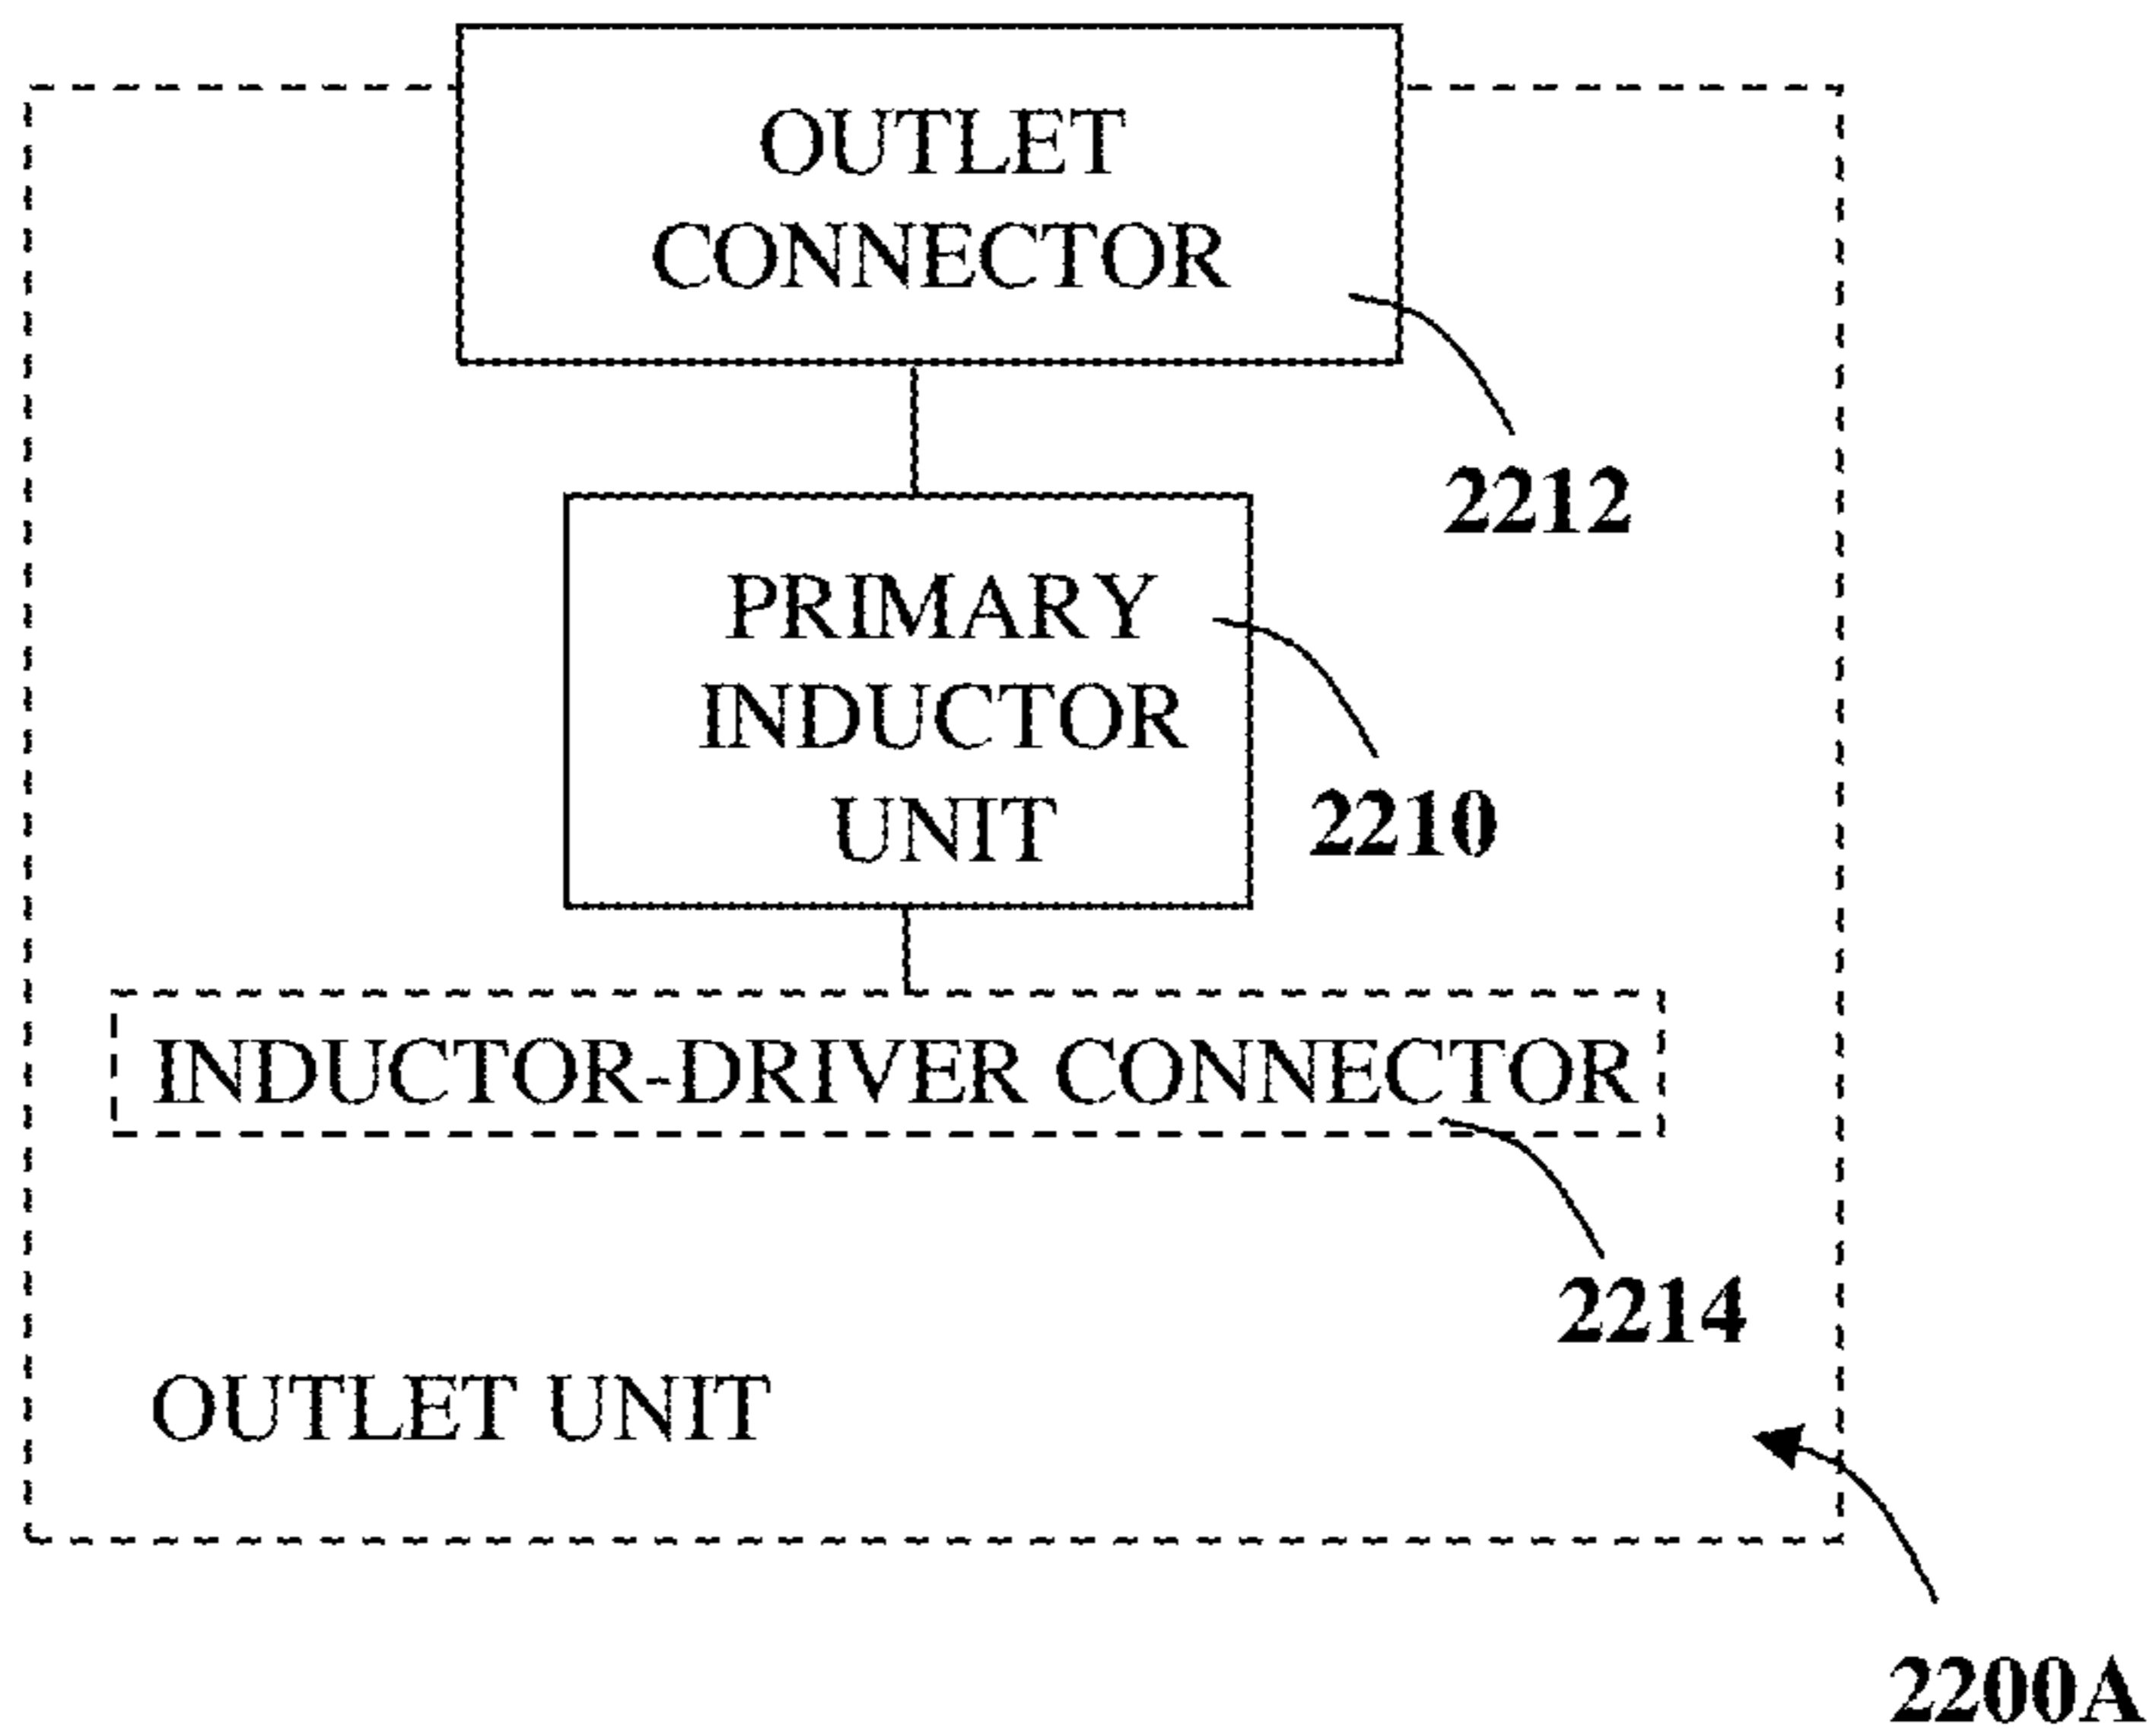 OUTLET
CONNECTOR
2212
PRIMARY
INDUCTOR
UNIT
2210
INDUCTOR-DRIVER CONNECTOR
2214
OUTLET UNIT
2200A